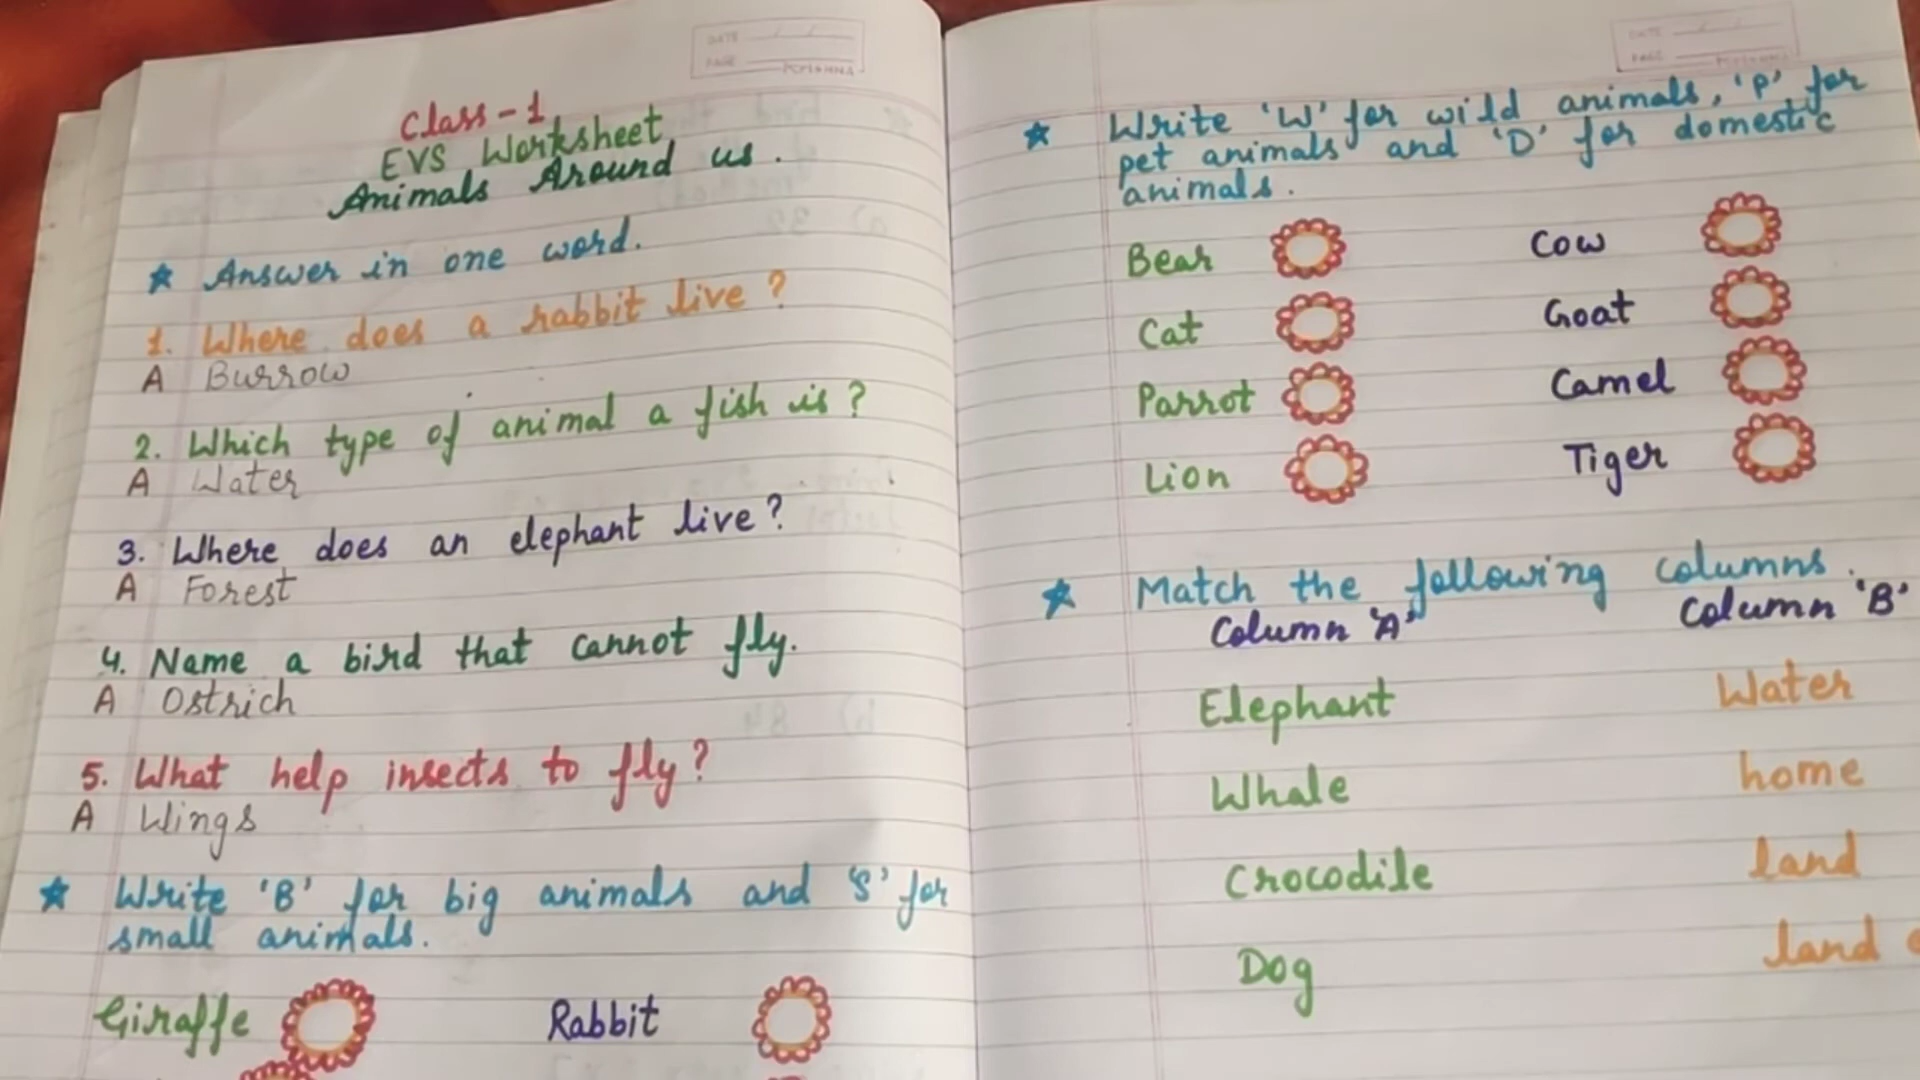 DATE
PAGE
Class-1
EVS Worksheet
Animals Around us.
Answer in one word.
1. Where does a rabbit live?
A Burrow
2. Which type of animal a fish is?
A Water
3. Where does an elephant live?
A Forest
4. Name a bird that cannot fly.
A Ostrich
5. What help insects to fly?
A Wings
Write 'B' for big animals and 'S' for
small animals.
Giraffe Rabbit
DATE
PAGE
Write 'W' for wild animals, 'P' for
pet animals and 'D' for domestic
animals.
Bear Cow
Cat Goat
Parrot Camel
Lion Tiger
Match the following columns.
Column 'A' Column 'B'
Elephant Water
Whale home
Crocodile land
Dog land